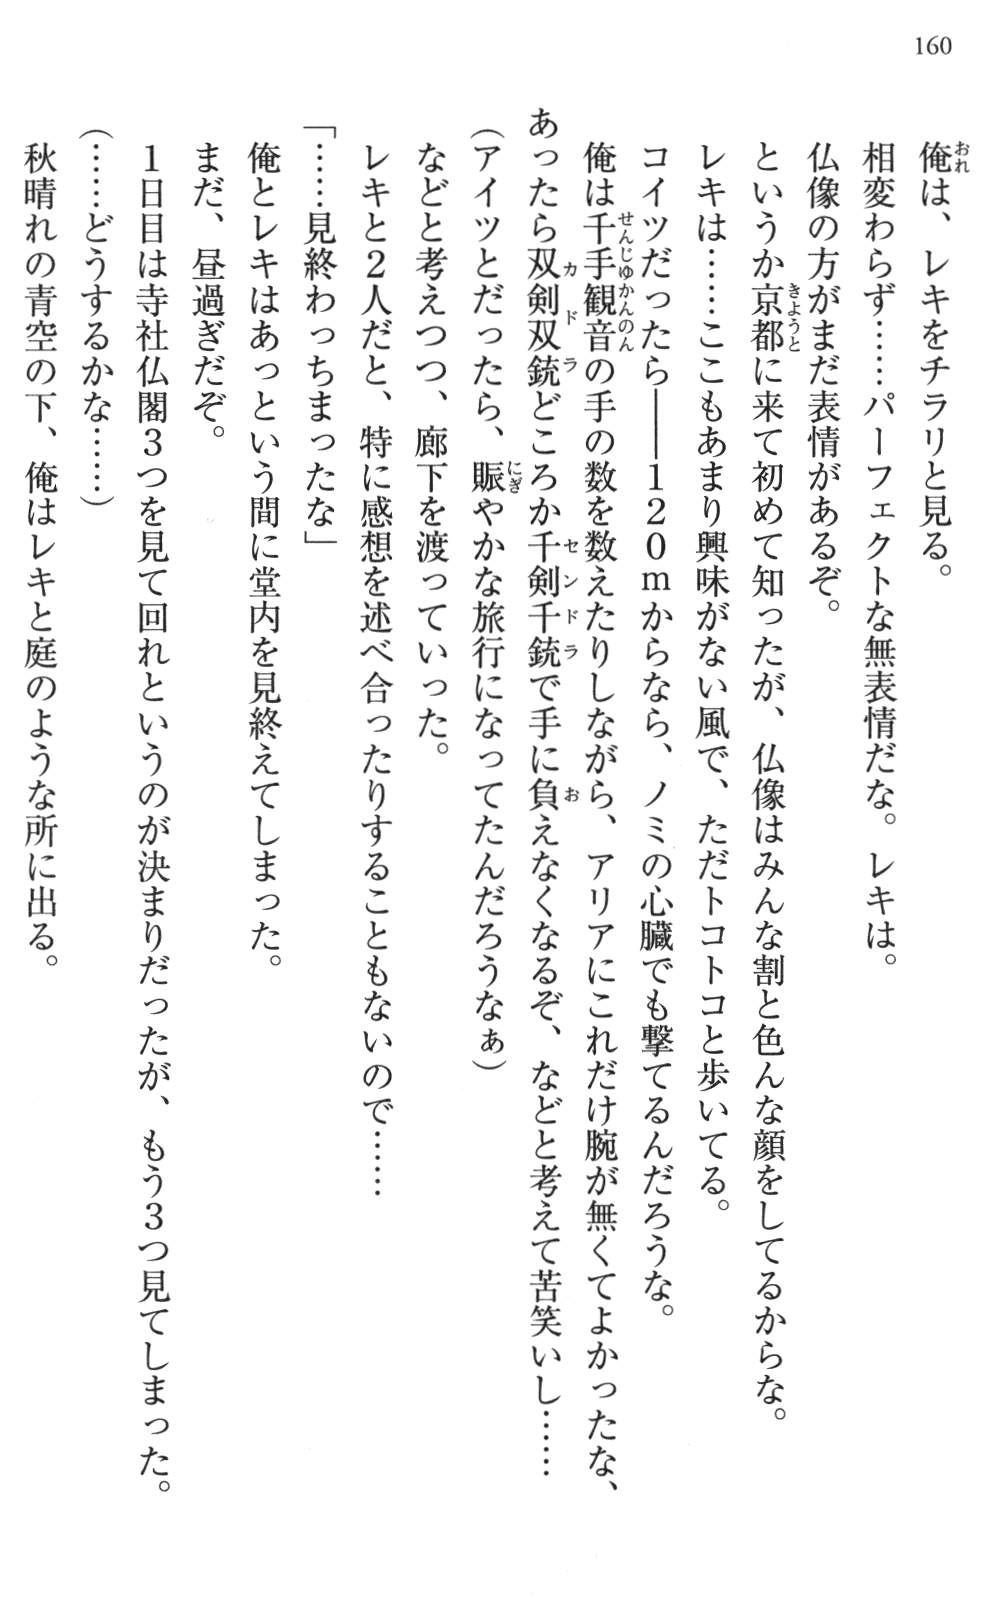 160
俺は、レキをチラリと見る。
相変わらず……パーフェクトな無表情だな。レキは。
仏像の方がまだ表情があるぞ。
というか京都に来て初めて知ったが、仏像はみんな割と色んな顔をしてるからな。
レキは……ここもあまり興味がない風で、ただトコトコと歩いてる。
コイツだったら――120mからなら、ノミの心臓でも撃てるんだろうな。
俺は千手観音の手の数を数えたりしながら、アリアにこれだけ腕が無くてよかったな、
あったら双剣双銃どころか千剣千銃で手に負えなくなるぞ、などと考えて苦笑いし……
(アイツとだったら、賑やかな旅行になってたんだろうなぁ)
などと考えつつ、廊下を渡っていった。
レキと2人だと、特に感想を述べ合ったりすることもないので……
「……見終わっちまったな」
俺とレキはあっという間に堂内を見終えてしまった。
まだ、昼過ぎだぞ。
1日目は寺社仏閣3つを見て回れというのが決まりだったが、もう3つ見てしまった。
(……どうするかな……)
秋晴れの青空の下、俺はレキと庭のような所に出る。